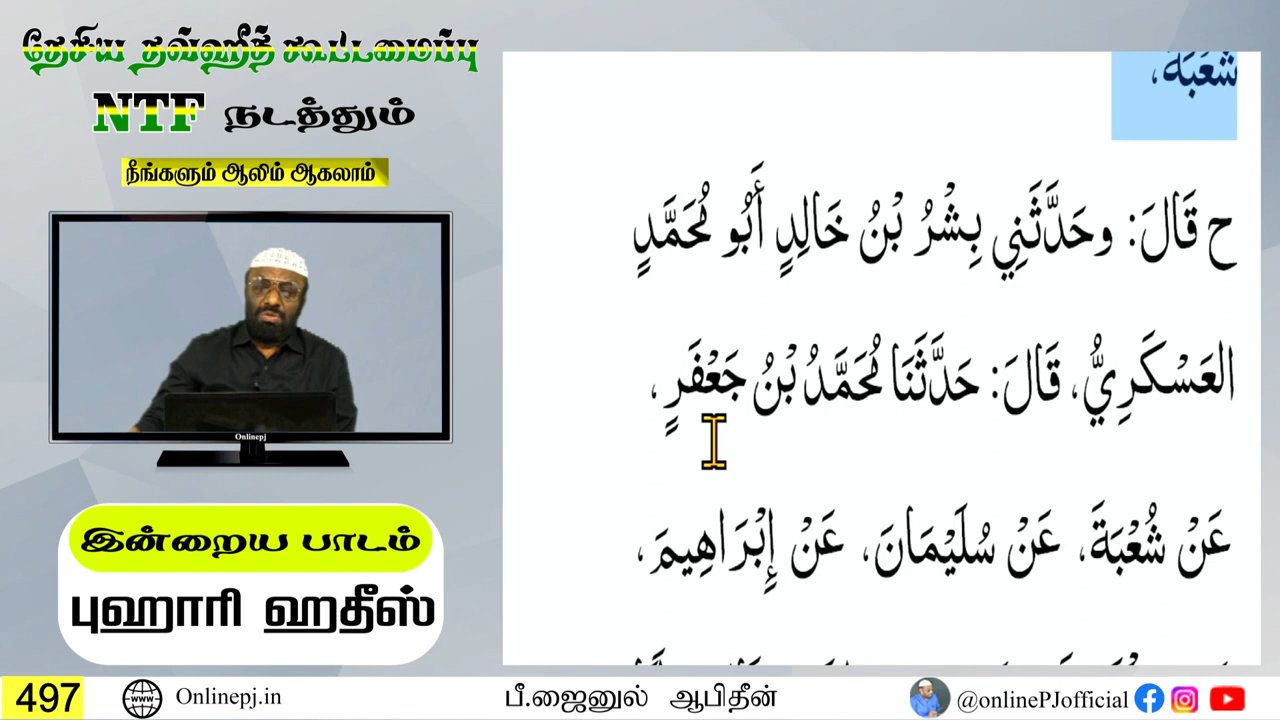 தேசிய தவ்ஹீத் கூட்டமைப்பு
NTF நடத்தும்
நீங்களும் ஆலிம் ஆகலாம்
Onlinepj
இன்றைய பாடம்
புஹாரி ஹதீஸ்
شُعْبَةُ،
ح قَالَ: وحَدَّثَنِي بِشْرُ بْنُ خَالِدٍ أَبُو مُحَمَّدٍ
العَسْكَرِيُّ، قَالَ: حَدَّثَنَا مُحَمَّدُ بْنُ جَعْفَرٍ،
عَنْ شُعْبَةَ، عَنْ سُلَيْمَانَ، عَنْ إِبْرَاهِيمَ،
497
WWW
Onlinepj.in
பீ.ஜைனுல் ஆபிதீன்
@onlinePJofficial